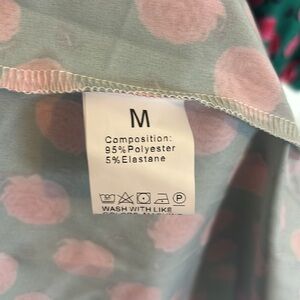 M
Composition:
95%Polyester
5%Elastane
P
WASH WITH LIKE